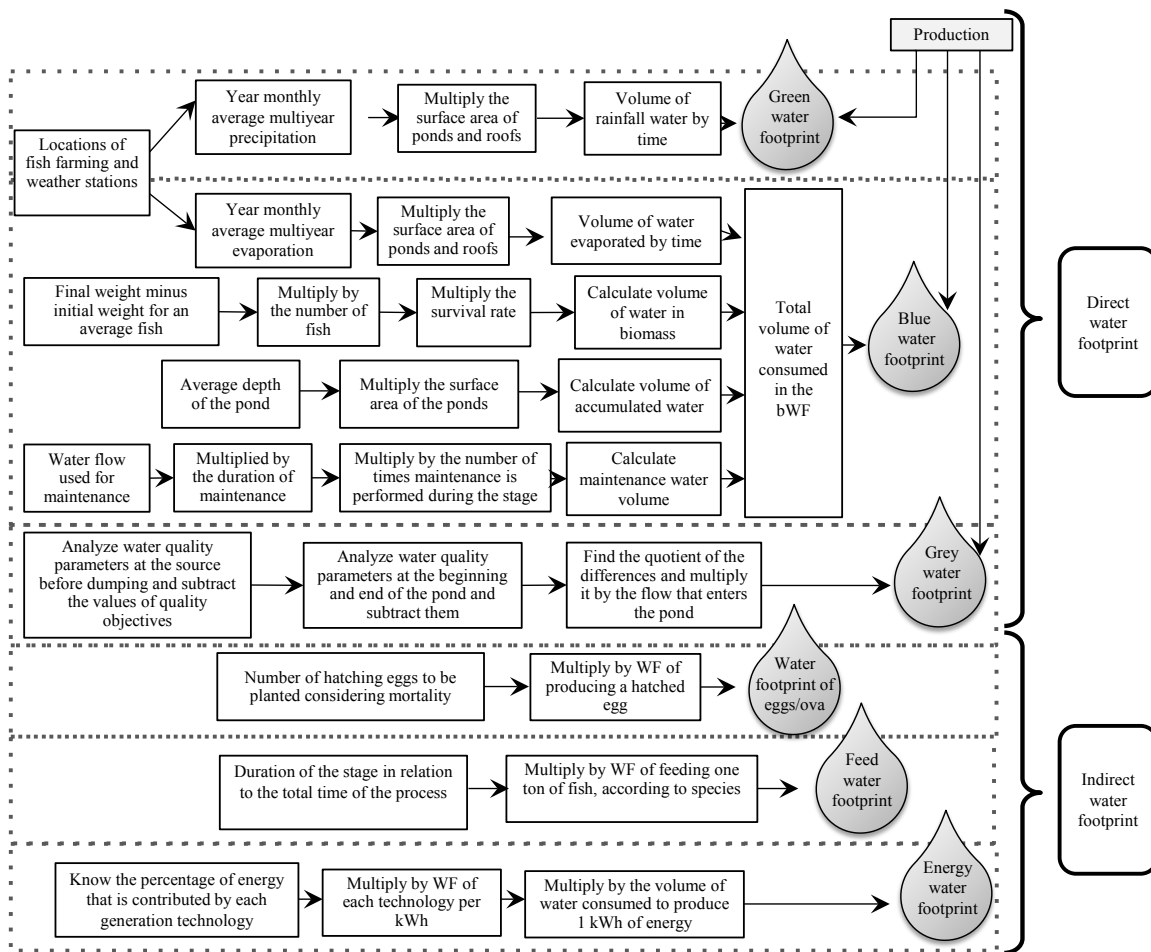 Production
Year monthly
average multiyear
precipitation
Multiply the
surface area of
ponds and roofs
Volume of
rainfall water by
time
Green
water
footprint
Locations of
fish farming and
weather stations
Year monthly
average multiyear
evaporation
Multiply the
surface area of
ponds and roofs
Volume of water
evaporated by time
Final weight minus
initial weight for an
average fish
Multiply by
the number of
fish
Multiply the
survival rate
Calculate volume
of water in
biomass
Average depth
of the pond
Multiply the surface
area of the ponds
Calculate volume of
accumulated water
Water flow
used for
maintenance
Multiplied by
the duration of
maintenance
Multiply by the number of
times maintenance is
performed during the stage
Calculate
maintenance water
volume
Total
volume of
water
consumed
in the
bWF
Blue
water
footprint
Direct
water
footprint
Analyze water quality
parameters at the source
before dumping and subtract
the values of quality
objectives
Analyze water quality
parameters at the beginning
and end of the pond and
subtract them
Find the quotient of the
differences and multiply
it by the flow that enters
the pond
Grey
water
footprint
Number of hatching eggs to be
planted considering mortality
Multiply by WF of
producing a hatched
egg
Water
footprint of
eggs/ova
Duration of the stage in relation
to the total time of the process
Multiply by WF of feeding one
ton of fish, according to species
Feed
water
footprint
Indirect
water
footprint
Know the percentage of energy
that is contributed by each
generation technology
Multiply by WF of
each technology per
kWh
Multiply by the volume of
water consumed to produce
1 kWh of energy
Energy
water
footprint